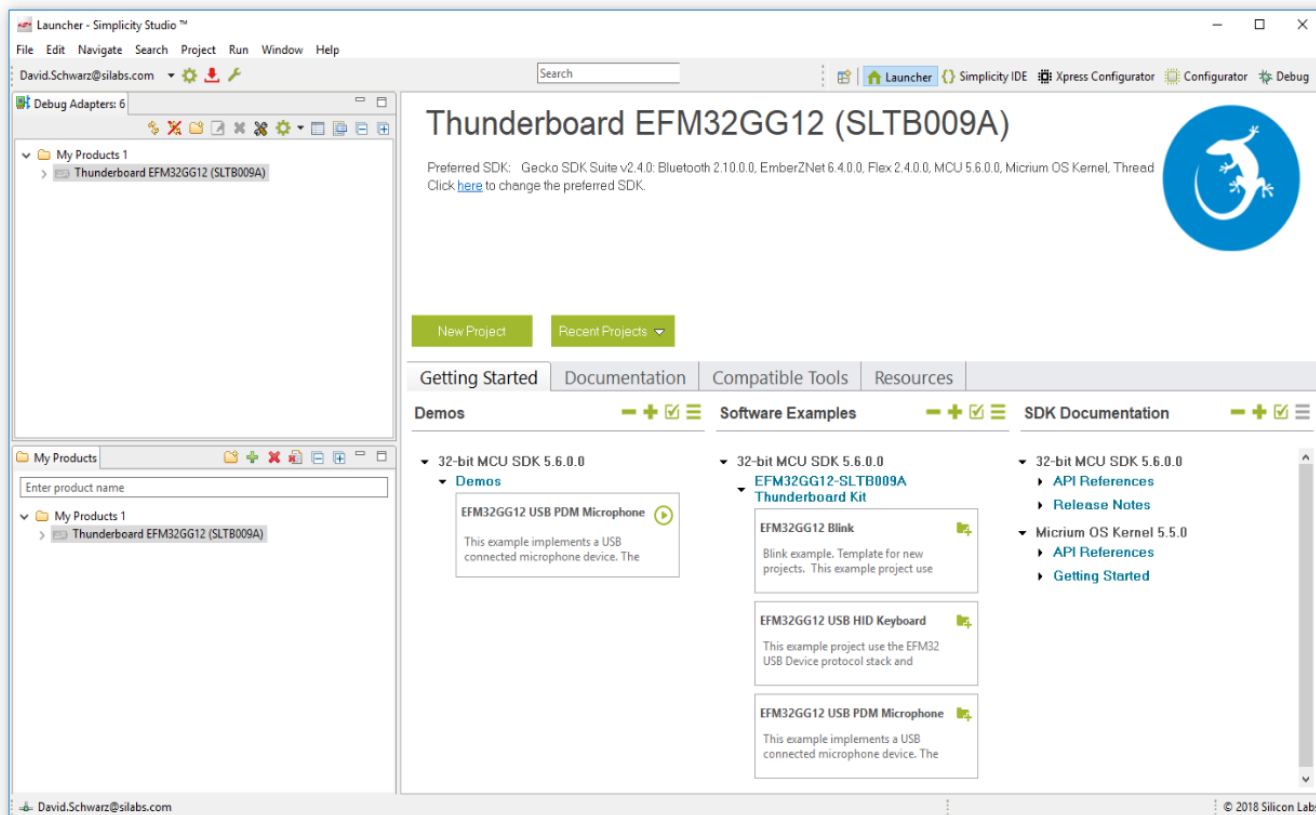 Launcher - Simplicity Studio ™
File Edit Navigate Search Project Run Window Help
David.Schwarz@silabs.com
Search
Launcher
Simplicity IDE
Xpress Configurator
Configurator
Debug
Debug Adapters: 6
My Products 1
Thunderboard EFM32GG12 (SLTB009A)
My Products
Enter product name
My Products 1
Thunderboard EFM32GG12 (SLTB009A)
Thunderboard EFM32GG12 (SLTB009A)
Preferred SDK: Gecko SDK Suite v2.4.0: Bluetooth 2.10.0.0, EmberZNet 6.4.0.0, Flex 2.4.0.0, MCU 5.6.0.0, Micrium OS Kernel, Thread
Click here to change the preferred SDK.
New Project
Recent Projects
Getting Started
Documentation
Compatible Tools
Resources
Demos
32-bit MCU SDK 5.6.0.0
Demos
EFM32GG12 USB PDM Microphone
This example implements a USB
connected microphone device. The
Software Examples
32-bit MCU SDK 5.6.0.0
EFM32GG12-SLTB009A
Thunderboard Kit
EFM32GG12 Blink
Blink example. Template for new
projects. This example project use
EFM32GG12 USB HID Keyboard
This example project use the EFM32
USB Device protocol stack and
EFM32GG12 USB PDM Microphone
This example implements a USB
connected microphone device. The
SDK Documentation
32-bit MCU SDK 5.6.0.0
API References
Release Notes
Micrium OS Kernel 5.5.0
API References
Getting Started
David.Schwarz@silabs.com
© 2018 Silicon Labs